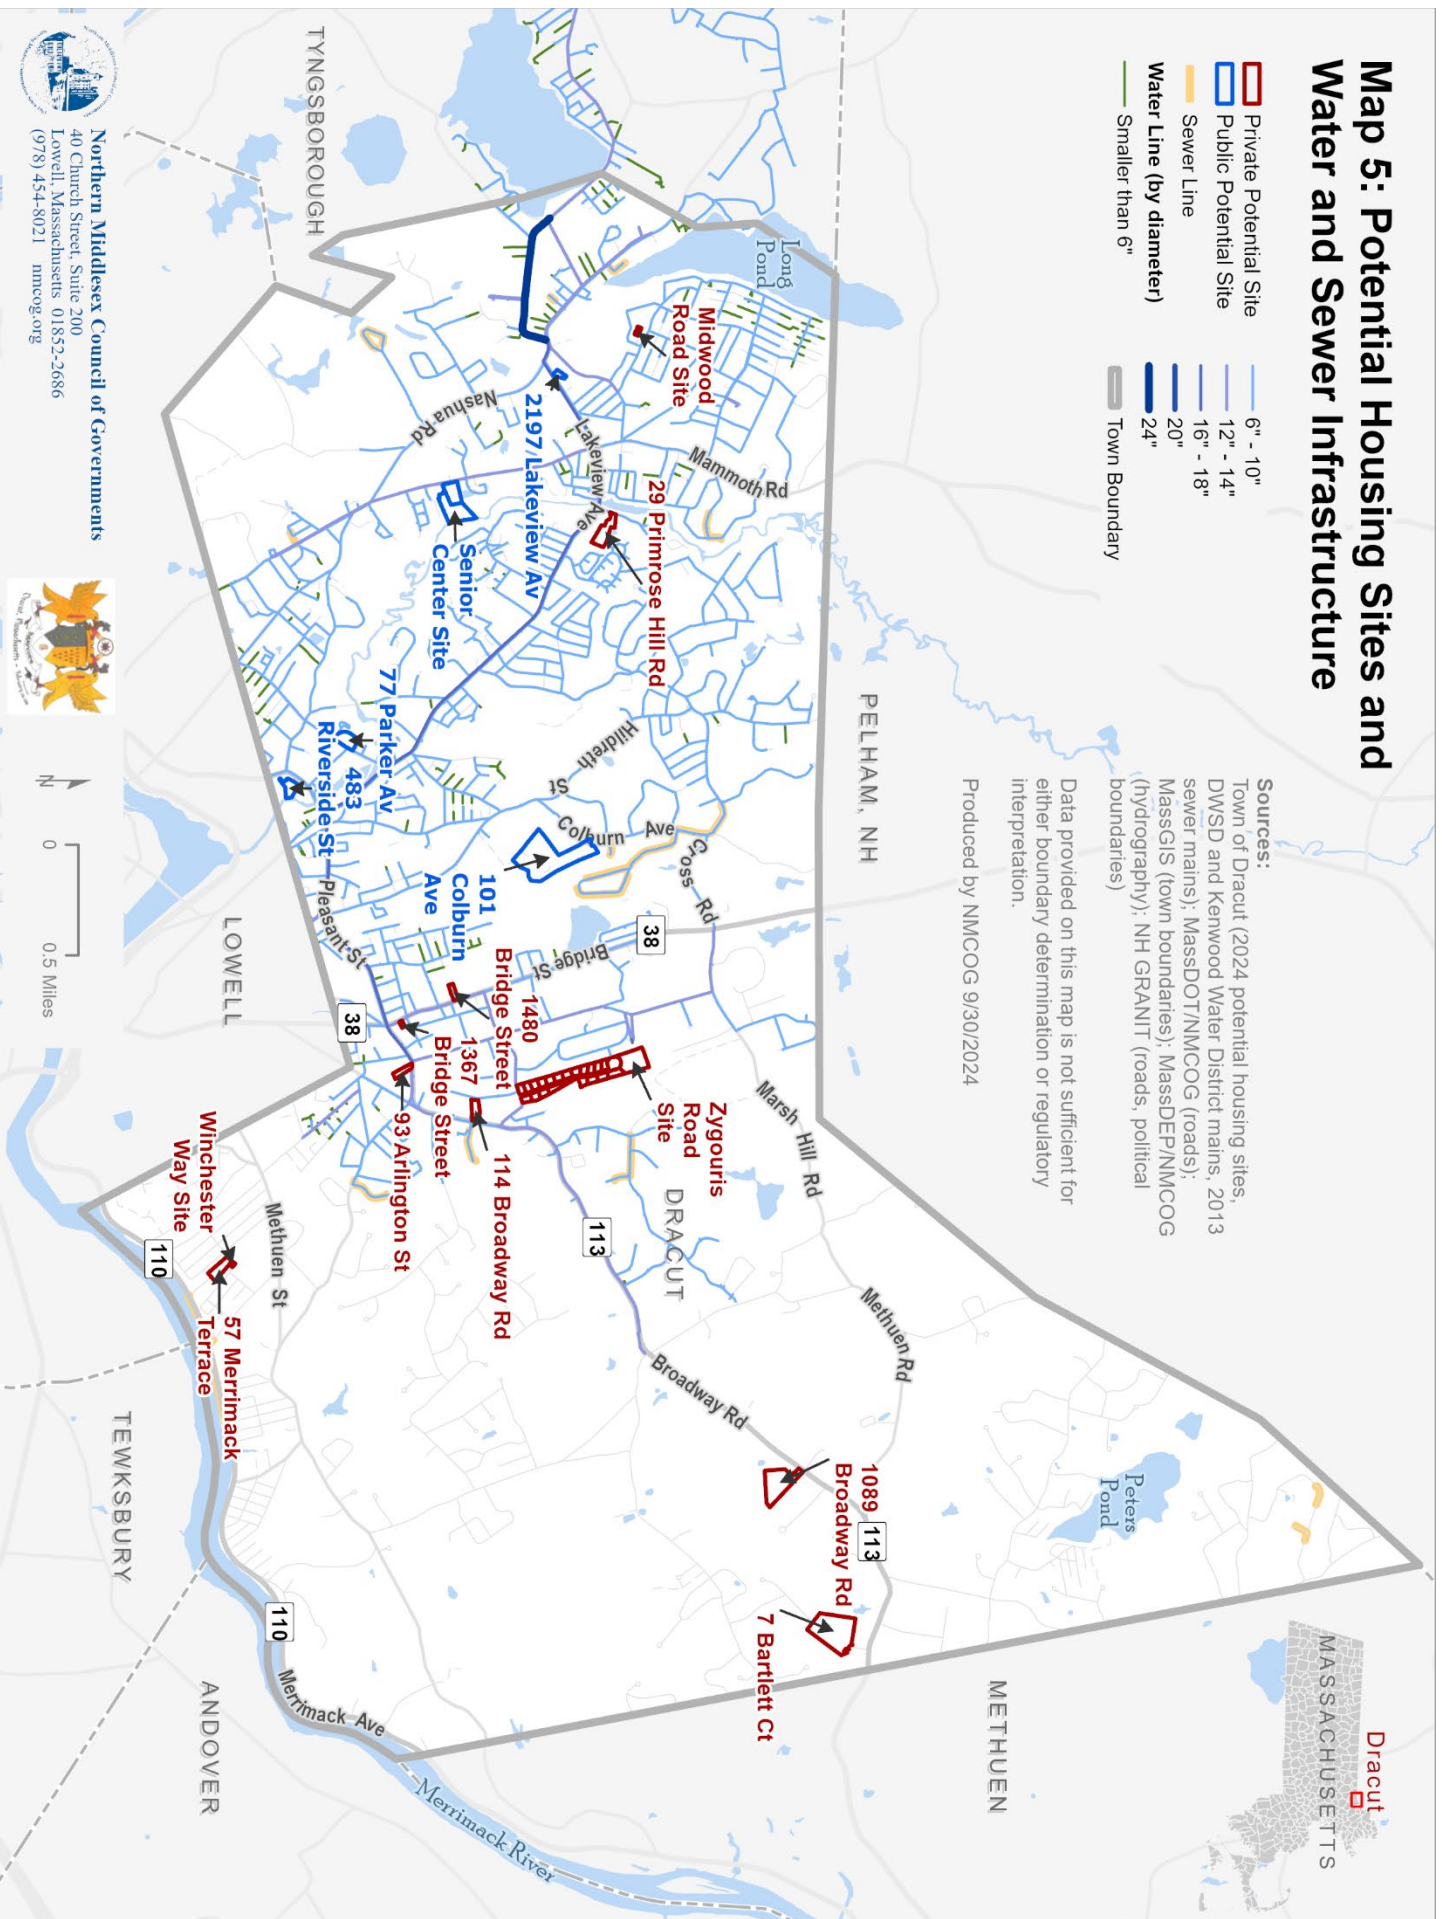 Map 5: Potential Housing Sites and
Water and Sewer Infrastructure
Private Potential Site
Public Potential Site
Sewer Line
Water Line (by diameter)
Smaller than 6"
6" - 10"
12" - 14"
16" - 18"
20"
24"
Town Boundary
Sources:
Town of Dracut (2024 potential housing sites,
DWSD and Kenwood Water District mains, 2013
sewer mains); MassDOT/NMCOG (roads);
MassGIS (town boundaries); MassDEP/NMCOG
(hydrography); NH GRANIT (roads, political
boundaries)
Data provided on this map is not sufficient for
either boundary determination or regulatory
interpretation.
Produced by NMCOG 9/30/2024
Dracut
MASSACHUSETTS
PELHAM, NH
METHUEN
Long
Pond
Peters
Pond
Midwood
Road Site
Mammoth Rd
29 Primrose Hill Rd
Lakeview Ave
2197 Lakeview Av
Nashua Rd
Senior
Center Site
Hildreth
St
Colburn Ave
Cross Rd
38
101
Colburn
Ave
Bridge St
77 Parker Av
483
Riverside St
Pleasant St
38
1480
Bridge Street
1367
Bridge Street
Zygouris
Road
Site
93 Arlington St
114 Broadway Rd
113
DRACUT
Marsh Hill Rd
Methuen Rd
Broadway Rd
1089
Broadway Rd
113
7 Bartlett Ct
Winchester
Way Site
57 Merrimack
Terrace
Methuen St
110
110
Merrimack Ave
Merrimack River
TYNGSBOROUGH
LOWELL
TEWKSBURY
ANDOVER
Northern Middlesex Council of Governments
40 Church Street, Suite 200
Lowell, Massachusetts 01852-2686
(978) 454-8021 nmcog.org
N
0 0.5 Miles